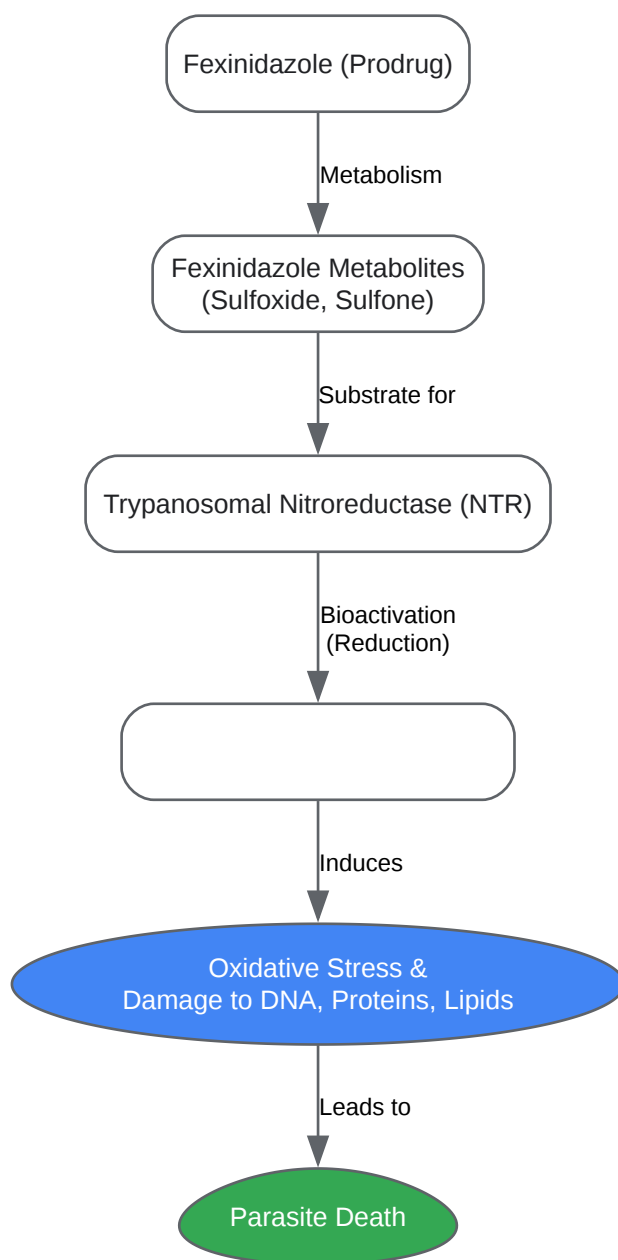 Fexinidazole (Prodrug)
Metabolism
Fexinidazole Metabolites
(Sulfoxide, Sulfone)
Substrate for
Trypanosomal Nitroreductase (NTR)
Bioactivation
(Reduction)
Induces
Oxidative Stress &
Damage to DNA, Proteins, Lipids
Leads to
Parasite Death